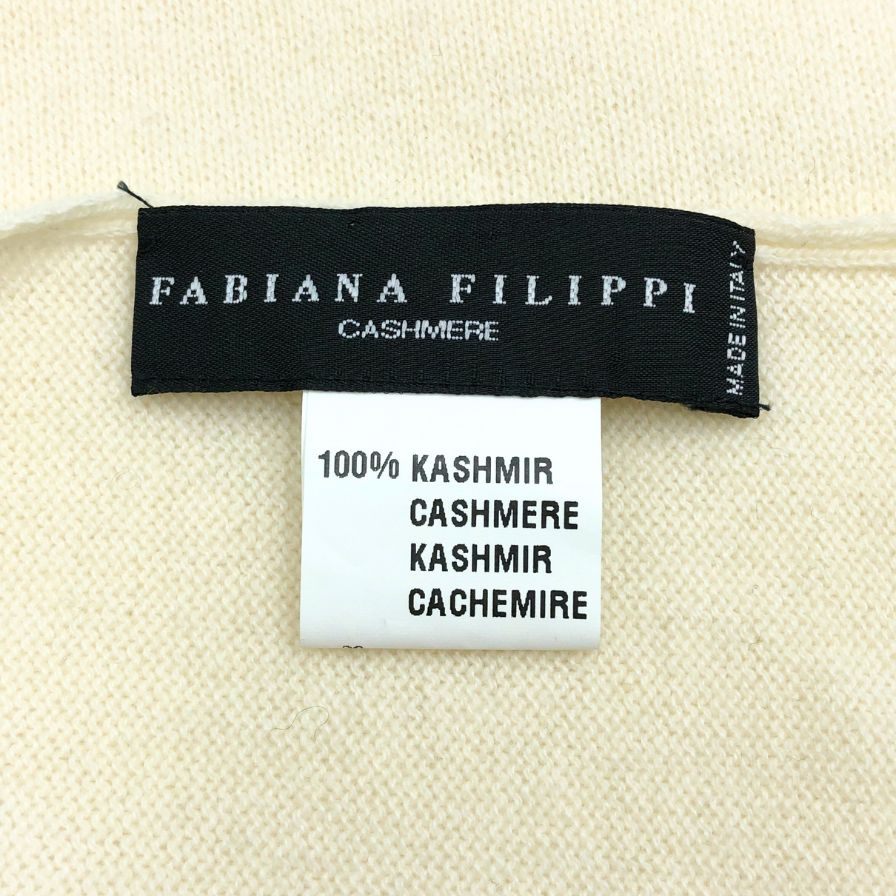 FABIANA FILIPPI
CASHMERE
MADE IN ITALY
100% KASHMIR
CASHMERE
KASHMIR
CACHEMIRE